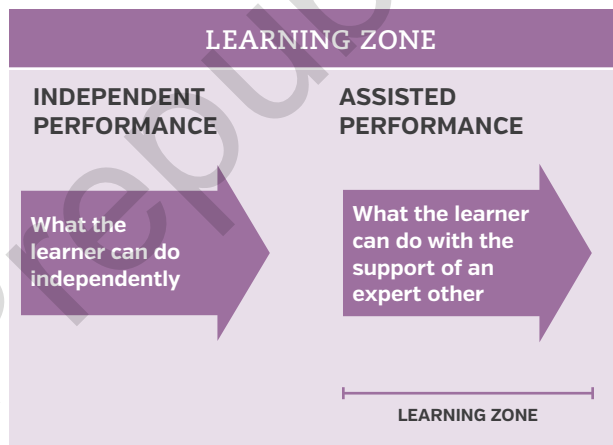 LEARNING ZONE
INDEPENDENT
PERFORMANCE
What the
learner can do
independently
ASSISTED
PERFORMANCE
What the learner
can do with the
support of an
expert other
LEARNING ZONE